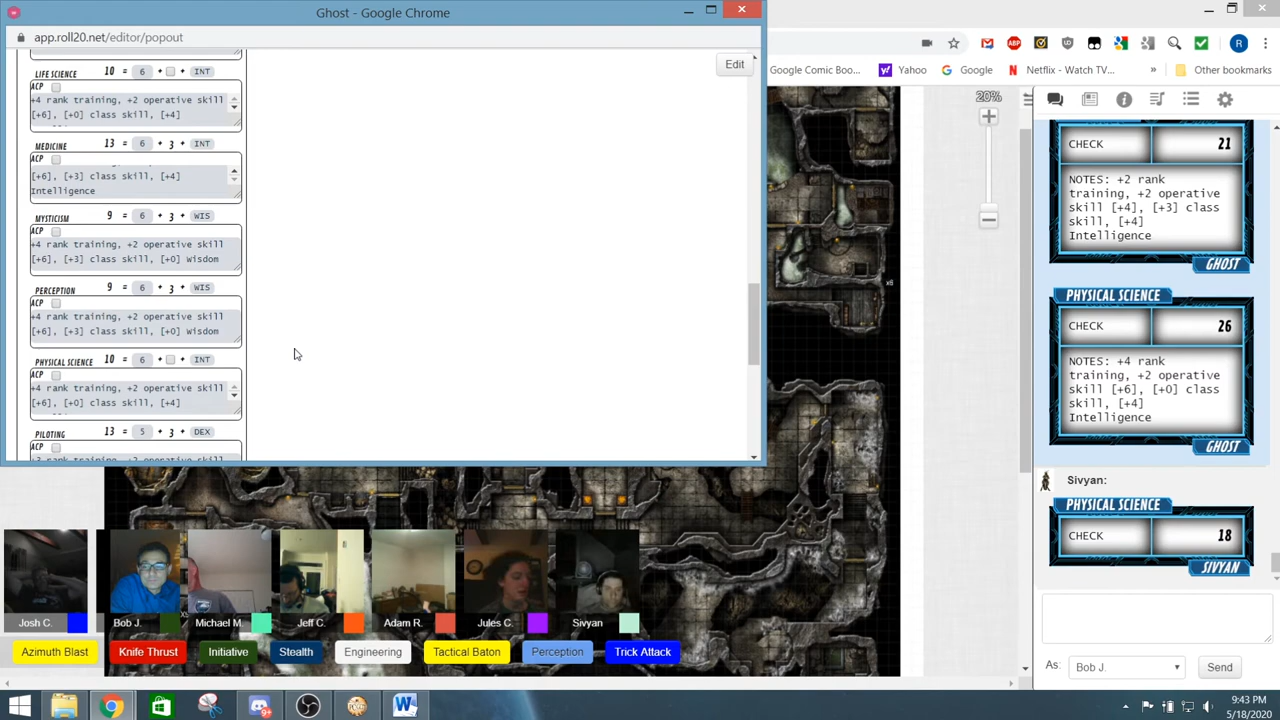 Ghost - Google Chrome
app.roll20.net/editor/popout
Edit
LIFE SCIENCE 10 = 6 + + INT
ACP
+4 rank training, +2 operative skill
[+6], [+0] class skill, [+4]
MEDICINE 13 = 6 + 3 + INT
ACP
[+6], [+3] class skill, [+4]
Intelligence
MYSTICISM 9 = 6 + 3 + WIS
ACP
+4 rank training, +2 operative skill
[+6], [+3] class skill, [+0] Wisdom
PERCEPTION 9 = 6 + 3 + WIS
ACP
+4 rank training, +2 operative skill
[+6], [+3] class skill, [+0] Wisdom
PHYSICAL SCIENCE 10 = 6 + + INT
ACP
+4 rank training, +2 operative skill
[+6], [+0] class skill, [+4]
PILOTING 13 = 5 + 3 + DEX
ACP
+3 rank training, +2 operative skill
Google Comic Boo...
Yahoo
Google
Netflix - Watch TV...
»
Other bookmarks
ABP
R
20%
x6
CHECK 21
NOTES: +2 rank
training, +2 operative
skill [+4], [+3] class
skill, [+4]
Intelligence
GHOST
PHYSICAL SCIENCE
CHECK 26
NOTES: +4 rank
training, +2 operative
skill [+6], [+0] class
skill, [+4]
Intelligence
GHOST
Sivyan:
PHYSICAL SCIENCE
CHECK 18
SIVYAN
As: Bob J. Send
Josh C.
Bob J.
Michael M.
Jeff C.
Adam R.
Jules C.
Sivyan
Azimuth Blast
Knife Thrust
Initiative
Stealth
Engineering
Tactical Baton
Perception
Trick Attack
9:43 PM
5/18/2020